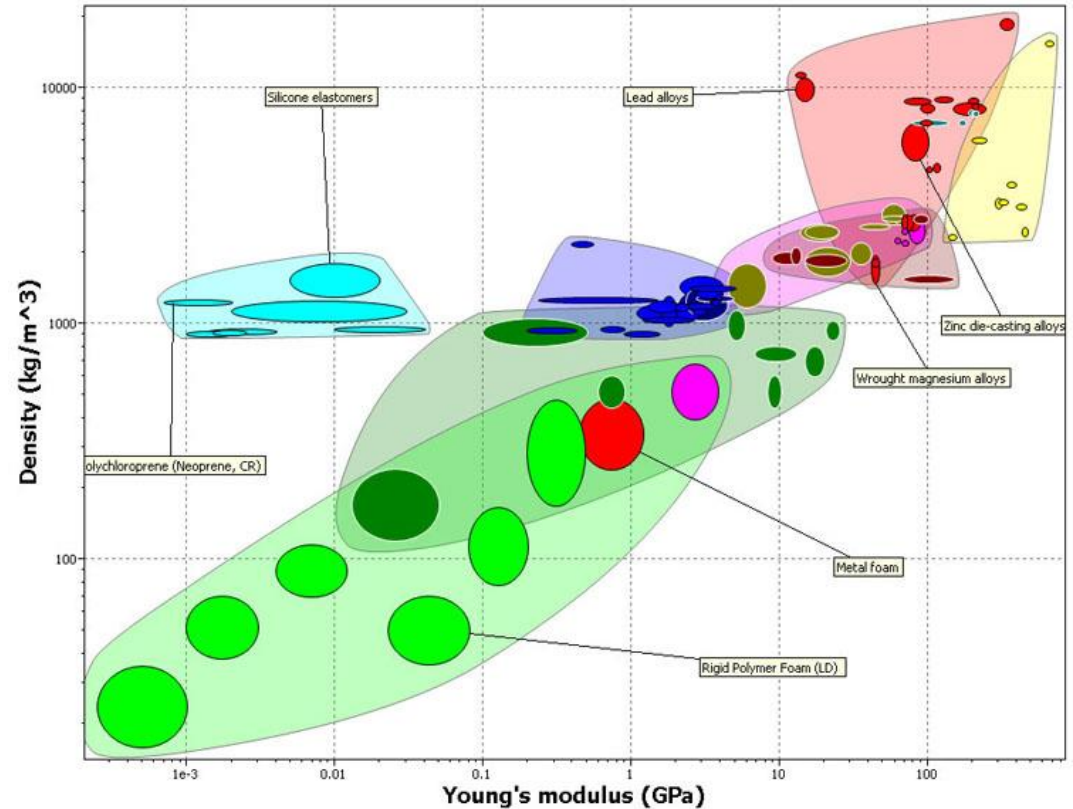 Density (kg/m^3)
10000
1000
100
Silicone elastomers
Lead alloys
Zinc die-casting alloys
Wrought magnesium alloys
olychloroprene (Neoprene, CR)
Metal foam
Rigid Polymer Foam (LD)
1e-3 0.01 0.1 1 10 100
Young's modulus (GPa)